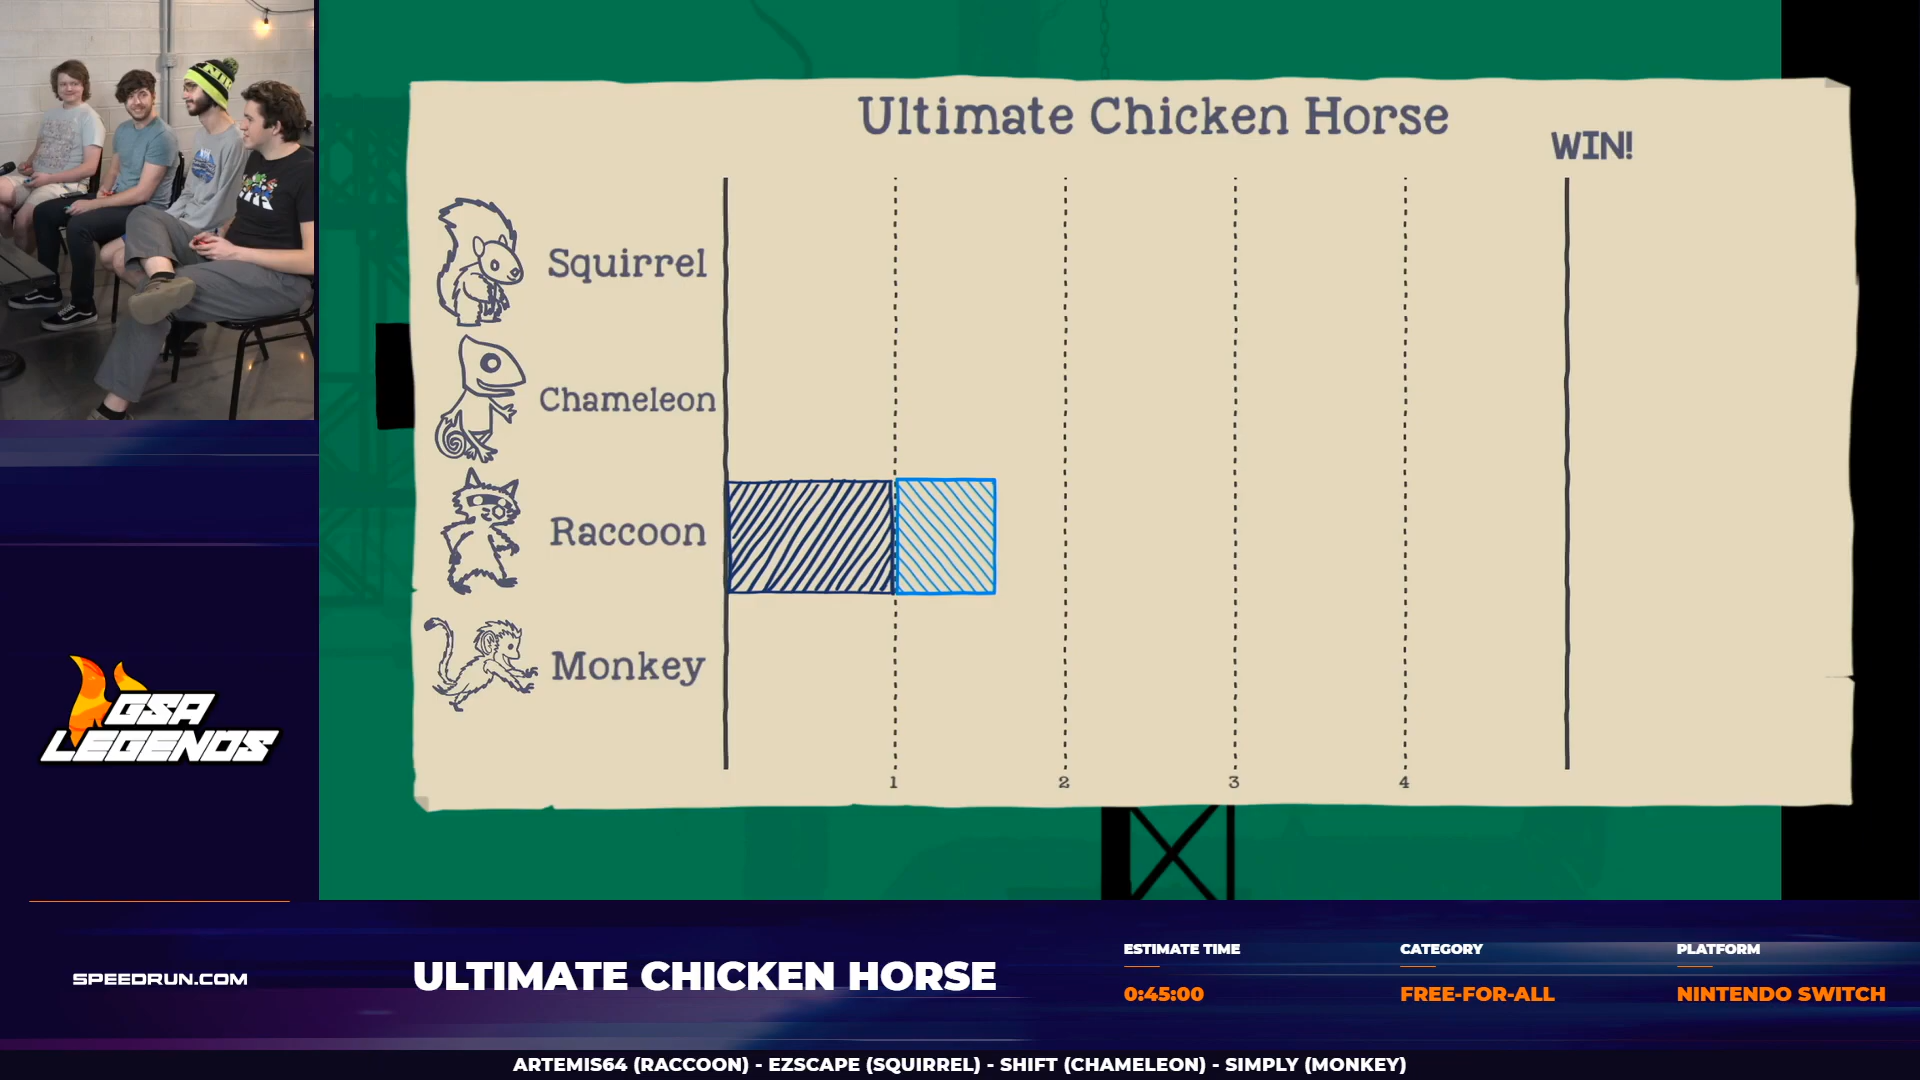 Ultimate Chicken Horse
WIN!
Squirrel
Chameleon
Raccoon
Monkey
1 2 3 4
GSA
LEGENDS
SPEEDRUN.COM
ULTIMATE CHICKEN HORSE
ESTIMATE TIME
0:45:00
CATEGORY
FREE-FOR-ALL
PLATFORM
NINTENDO SWITCH
ARTEMIS64 (RACCOON) - EZSCAPE (SQUIRREL) - SHIFT (CHAMELEON) - SIMPLY (MONKEY)